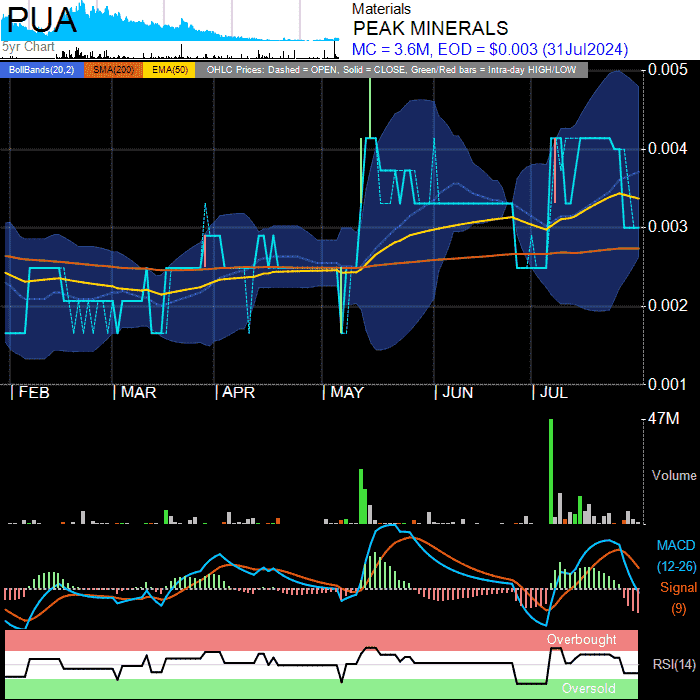 PUA
5yr Chart
Materials
PEAK MINERALS
MC = 3.6M, EOD = $0.003 (31Jul2024)
BollBands(20,2) SMA(200) EMA(50) OHLC Prices: Dashed = OPEN, Solid = CLOSE, Green/Red bars = Intra-day HIGH/LOW
0.005
0.004
0.003
0.002
0.001
FEB MAR APR MAY JUN JUL
47M
Volume
MACD
(12-26)
Signal
(9)
Overbought
RSI(14)
Oversold